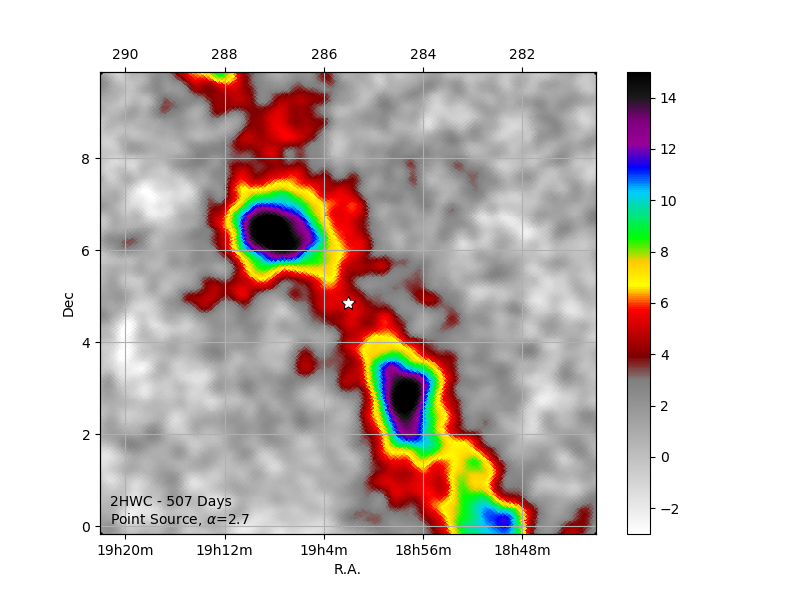 290 288 286 284 282
14
12
10
8
6
4
2
0
−2
8
6
4
2
0
Dec
2HWC - 507 Days
Point Source, α=2.7
19h20m 19h12m 19h4m 18h56m 18h48m
R.A.